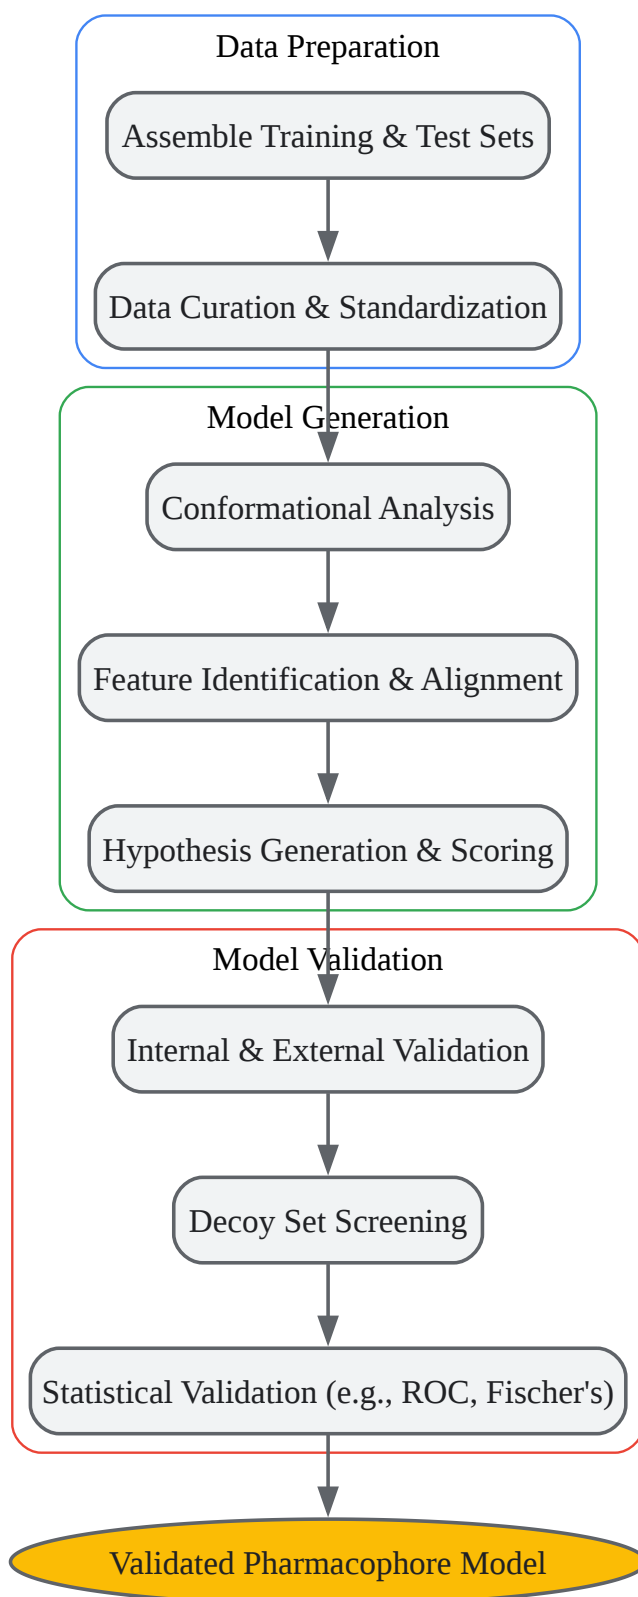 Data Preparation
Assemble Training & Test Sets
Data Curation & Standardization
Model Generation
Conformational Analysis
Feature Identification & Alignment
Hypothesis Generation & Scoring
Model Validation
Internal & External Validation
Decoy Set Screening
Statistical Validation (e.g., ROC, Fischer's)
Validated Pharmacophore Model